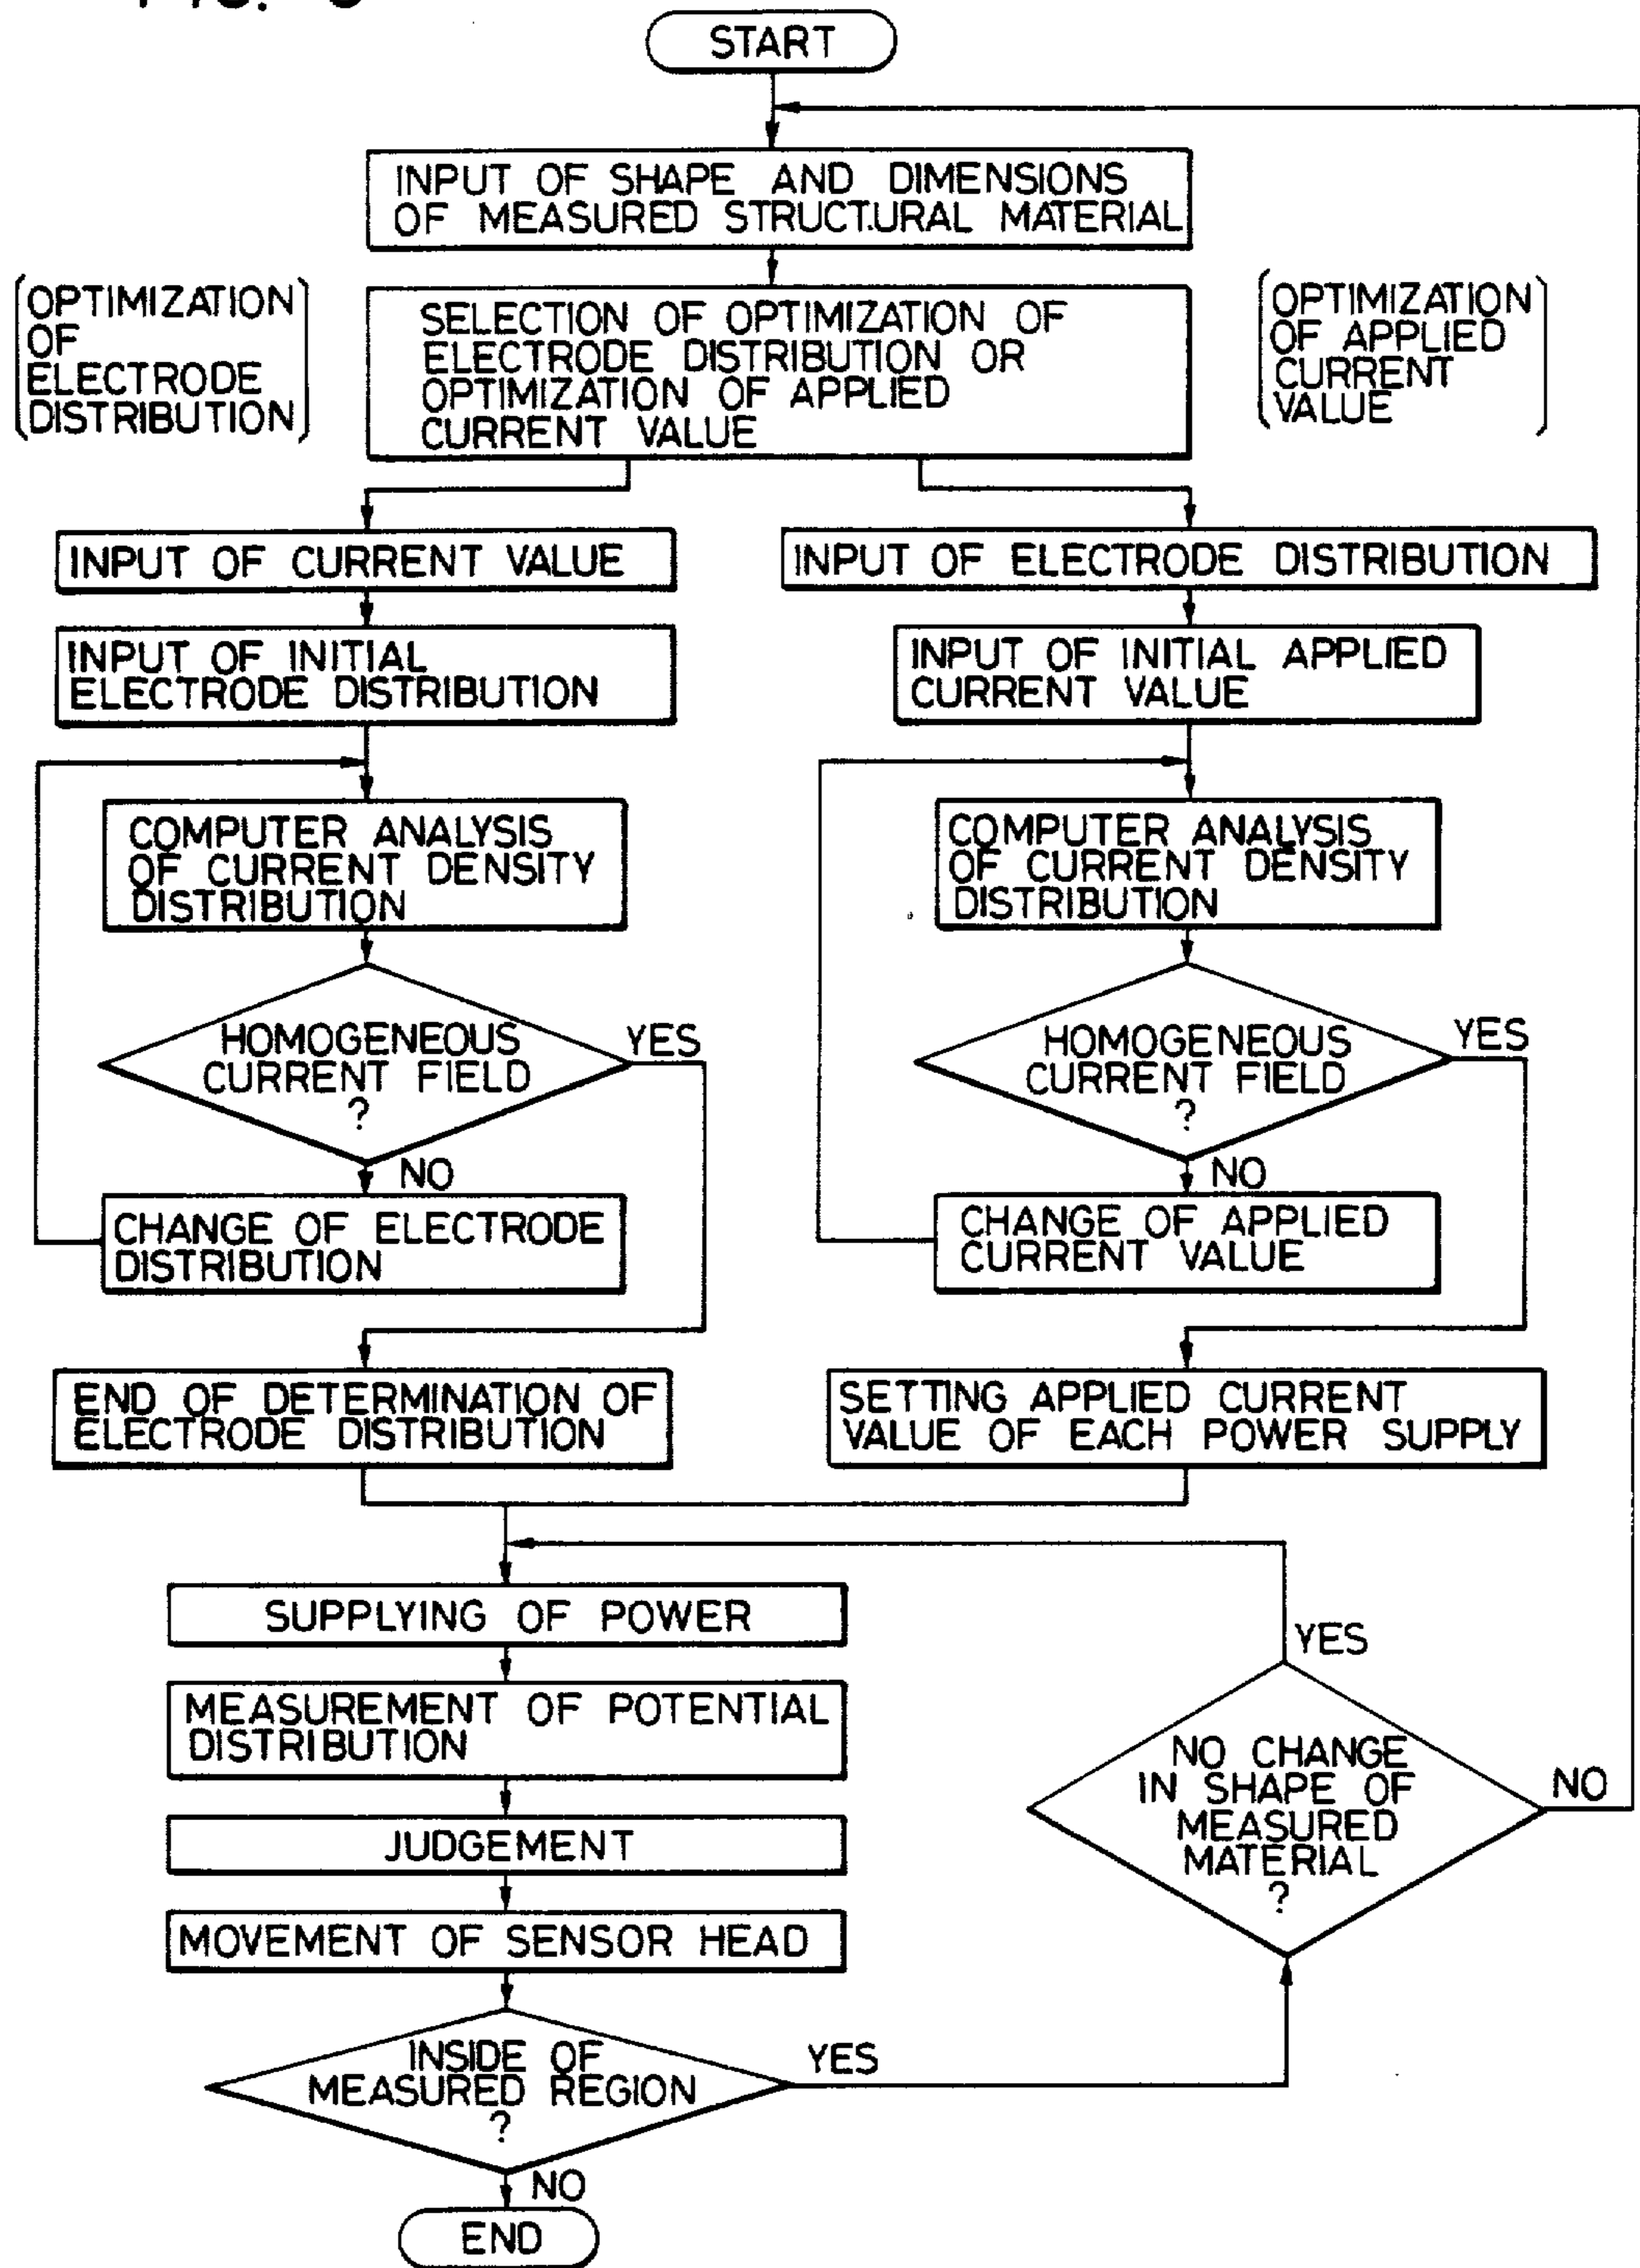 START
INPUT OF SHAPE AND DIMENSIONS
OF MEASURED STRUCTURAL MATERIAL
(OPTIMIZATION
OF
ELECTRODE
DISTRIBUTION)
SELECTION OF OPTIMIZATION OF
ELECTRODE DISTRIBUTION OR
OPTIMIZATION OF APPLIED
CURRENT VALUE
(OPTIMIZATION
OF APPLIED
CURRENT
VALUE)
INPUT OF CURRENT VALUE
INPUT OF INITIAL
ELECTRODE DISTRIBUTION
COMPUTER ANALYSIS
OF CURRENT DENSITY
DISTRIBUTION
HOMOGENEOUS
CURRENT FIELD
?
YES
NO
CHANGE OF ELECTRODE
DISTRIBUTION
END OF DETERMINATION OF
ELECTRODE DISTRIBUTION
INPUT OF ELECTRODE DISTRIBUTION
INPUT OF INITIAL APPLIED
CURRENT VALUE
COMPUTER ANALYSIS
OF CURRENT DENSITY
DISTRIBUTION
HOMOGENEOUS
CURRENT FIELD
?
YES
NO
CHANGE OF APPLIED
CURRENT VALUE
SETTING APPLIED CURRENT
VALUE OF EACH POWER SUPPLY
SUPPLYING OF POWER
MEASUREMENT OF POTENTIAL
DISTRIBUTION
JUDGEMENT
MOVEMENT OF SENSOR HEAD
INSIDE OF
MEASURED REGION
?
YES
NO
END
YES
NO CHANGE
IN SHAPE OF
MEASURED
MATERIAL
?
NO